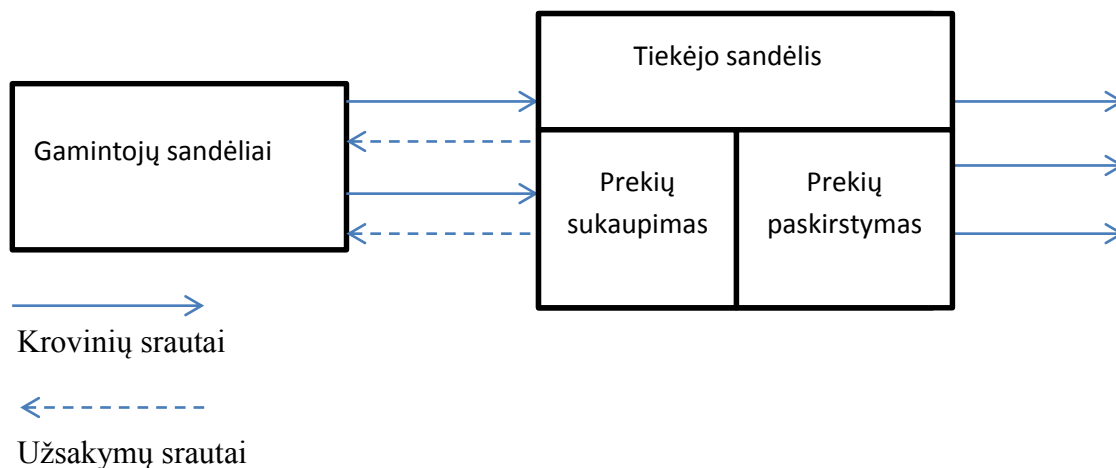 Tiekėjo sandėlis
Gamintojų sandėliai
Prekių
sukaupimas
Prekių
paskirstymas
Krovinių srautai
Užsakymų srautai